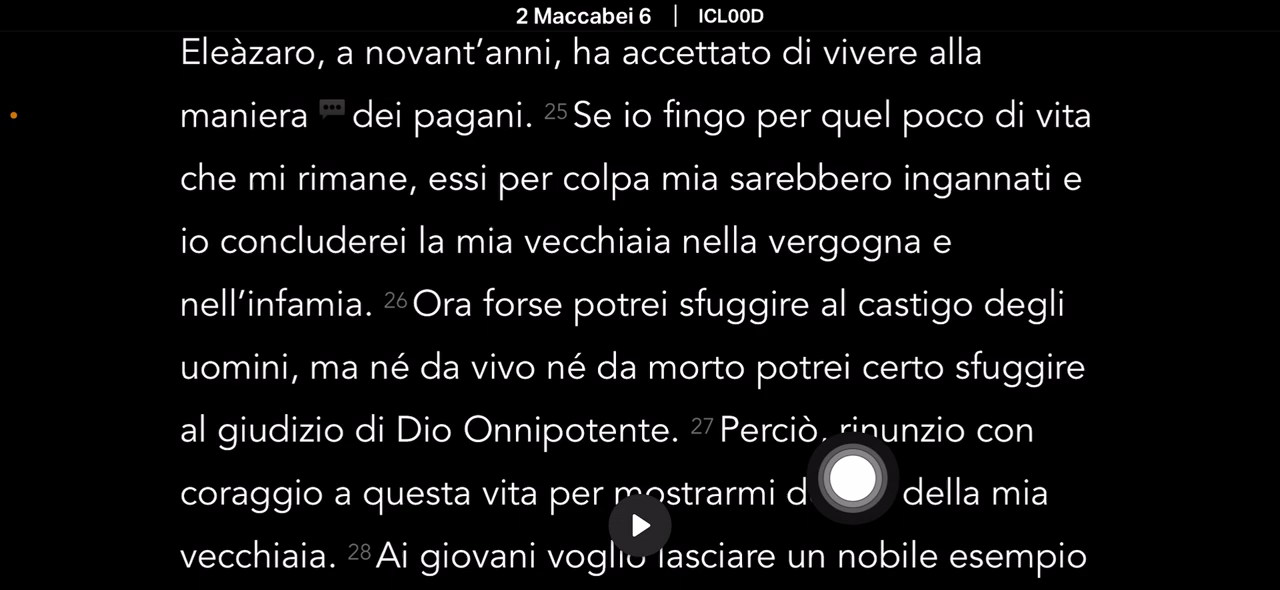 2 Maccabei 6 | ICL00D
Eleàzaro, a novant’anni, ha accettato di vivere alla
maniera dei pagani. 25 Se io fingo per quel poco di vita
che mi rimane, essi per colpa mia sarebbero ingannati e
io concluderei la mia vecchiaia nella vergogna e
nell’infamia. 26 Ora forse potrei sfuggire al castigo degli
uomini, ma né da vivo né da morto potrei certo sfuggire
al giudizio di Dio Onnipotente. 27 Perciò, rinunzio con
coraggio a questa vita per mostrarmi della mia
vecchiaia. 28 Ai giovani voglio lasciare un nobile esempio